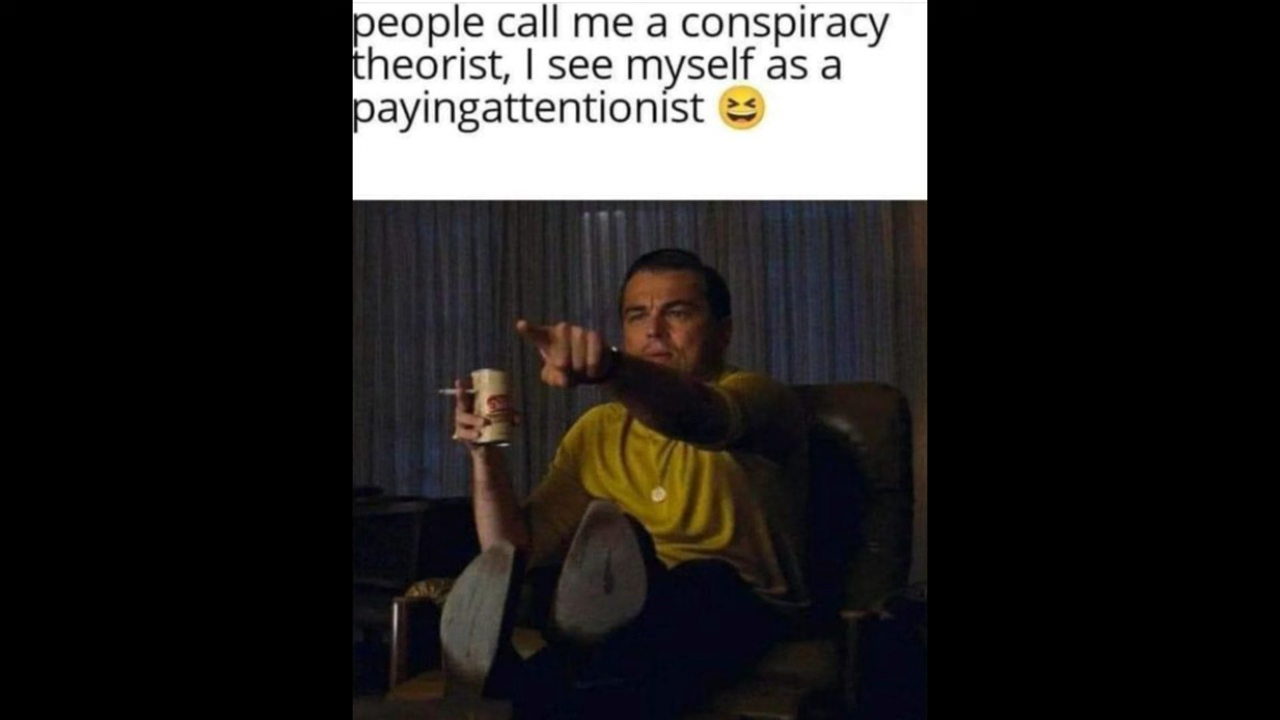 people call me a conspiracy
theorist, I see myself as a
payingattentionist 😆